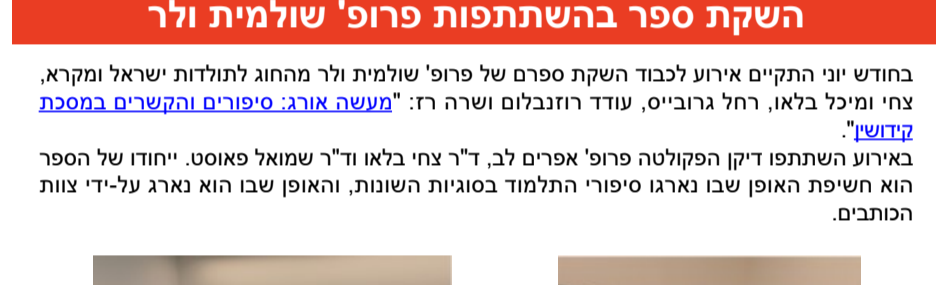 השקת ספר בהשתתפות פרופ' שולמית ולר
בחודש יוני התקיים אירוע לכבוד השקת ספרם של פרופ' שולמית ולר מהחוג לתולדות ישראל ומקרא,
צחי ומיכל בלאו, רחל גרובייס, עודד רוזנבלום ושרה רז: "מעשה אורג: סיפורים והקשרים במסכת
קידושין".
באירוע השתתפו דיקן הפקולטה פרופ' אפרים לב, ד"ר צחי בלאו וד"ר שמואל פאוסט. ייחודו של הספר
הוא חשיפת האופן שבו נארגו סיפורי התלמוד בסוגיות השונות, והאופן שבו הוא נארג על-ידי צוות
הכותבים.